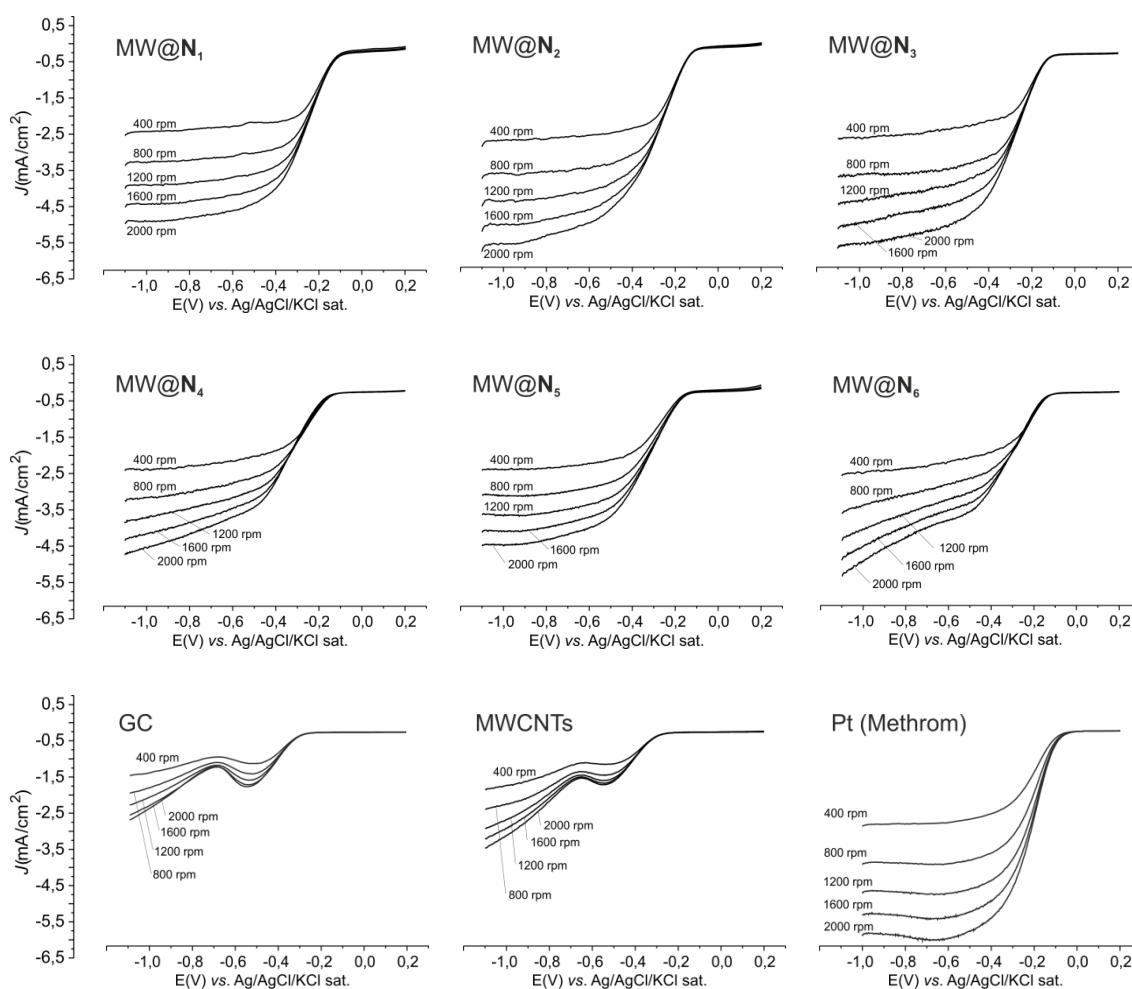 0,5
-0,5
-1,5
-2,5
-3,5
-4,5
-5,5
-6,5
J(mA/cm²)
MW@N₁
400 rpm
800 rpm
1200 rpm
1600 rpm
2000 rpm
-1,0 -0,8 -0,6 -0,4 -0,2 0,0 0,2
E(V) vs. Ag/AgCl/KCl sat.
MW@N₂
400 rpm
800 rpm
1200 rpm
1600 rpm
2000 rpm
-1,0 -0,8 -0,6 -0,4 -0,2 0,0 0,2
E(V) vs. Ag/AgCl/KCl sat.
MW@N₃
400 rpm
800 rpm
1200 rpm
2000 rpm
1600 rpm
-1,0 -0,8 -0,6 -0,4 -0,2 0,0 0,2
E(V) vs. Ag/AgCl/KCl sat.
0,5
-0,5
-1,5
-2,5
-3,5
-4,5
-5,5
-6,5
J(mA/cm²)
MW@N₄
400 rpm
800 rpm
1200 rpm
1600 rpm
2000 rpm
-1,0 -0,8 -0,6 -0,4 -0,2 0,0 0,2
E(V) vs. Ag/AgCl/KCl sat.
MW@N₅
400 rpm
800 rpm
1200 rpm
1600 rpm
2000 rpm
-1,0 -0,8 -0,6 -0,4 -0,2 0,0 0,2
E(V) vs. Ag/AgCl/KCl sat.
MW@N₆
400 rpm
800 rpm
1200 rpm
1600 rpm
2000 rpm
-1,0 -0,8 -0,6 -0,4 -0,2 0,0 0,2
E(V) vs. Ag/AgCl/KCl sat.
0,5
-0,5
-1,5
-2,5
-3,5
-4,5
-5,5
-6,5
J(mA/cm²)
GC
400 rpm
2000 rpm
1600 rpm
1200 rpm
800 rpm
-1,0 -0,8 -0,6 -0,4 -0,2 0,0 0,2
E(V) vs. Ag/AgCl/KCl sat.
MWCNTs
400 rpm
2000 rpm
1600 rpm
1200 rpm
800 rpm
-1,0 -0,8 -0,6 -0,4 -0,2 0,0 0,2
E(V) vs. Ag/AgCl/KCl sat.
Pt (Methrom)
400 rpm
800 rpm
1200 rpm
1600 rpm
2000 rpm
-1,0 -0,8 -0,6 -0,4 -0,2 0,0 0,2
E(V) vs. Ag/AgCl/KCl sat.